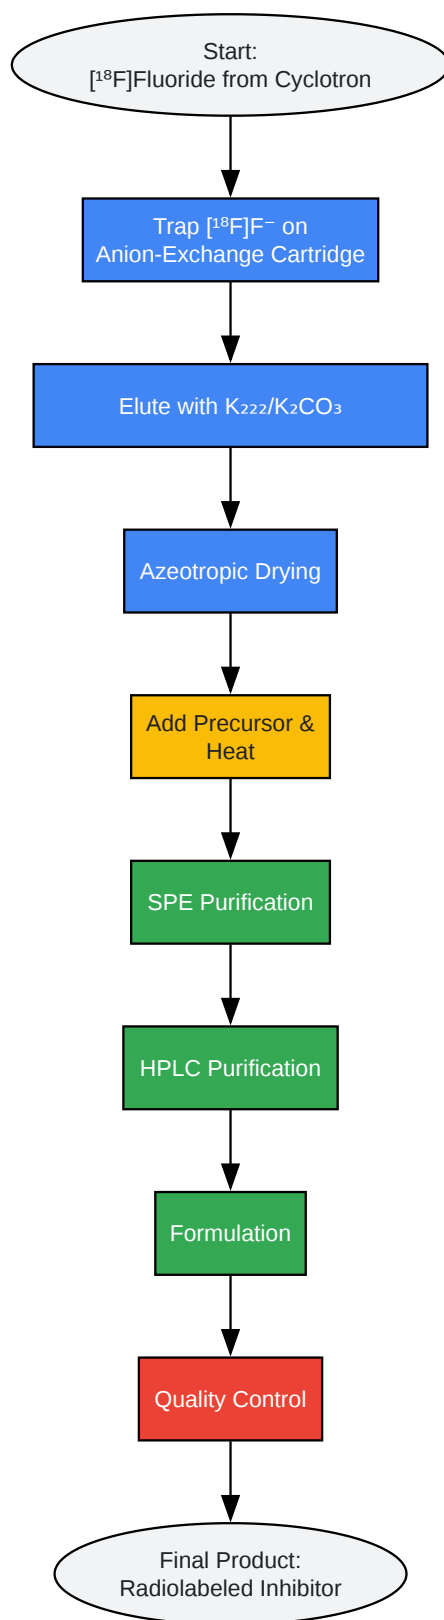 Start:
[¹⁸F]Fluoride from Cyclotron
Trap [¹⁸F]F⁻ on
Anion-Exchange Cartridge
Elute with K₂₂₂/K₂CO₃
Azeotropic Drying
Add Precursor &
Heat
SPE Purification
HPLC Purification
Formulation
Quality Control
Final Product:
Radiolabeled Inhibitor